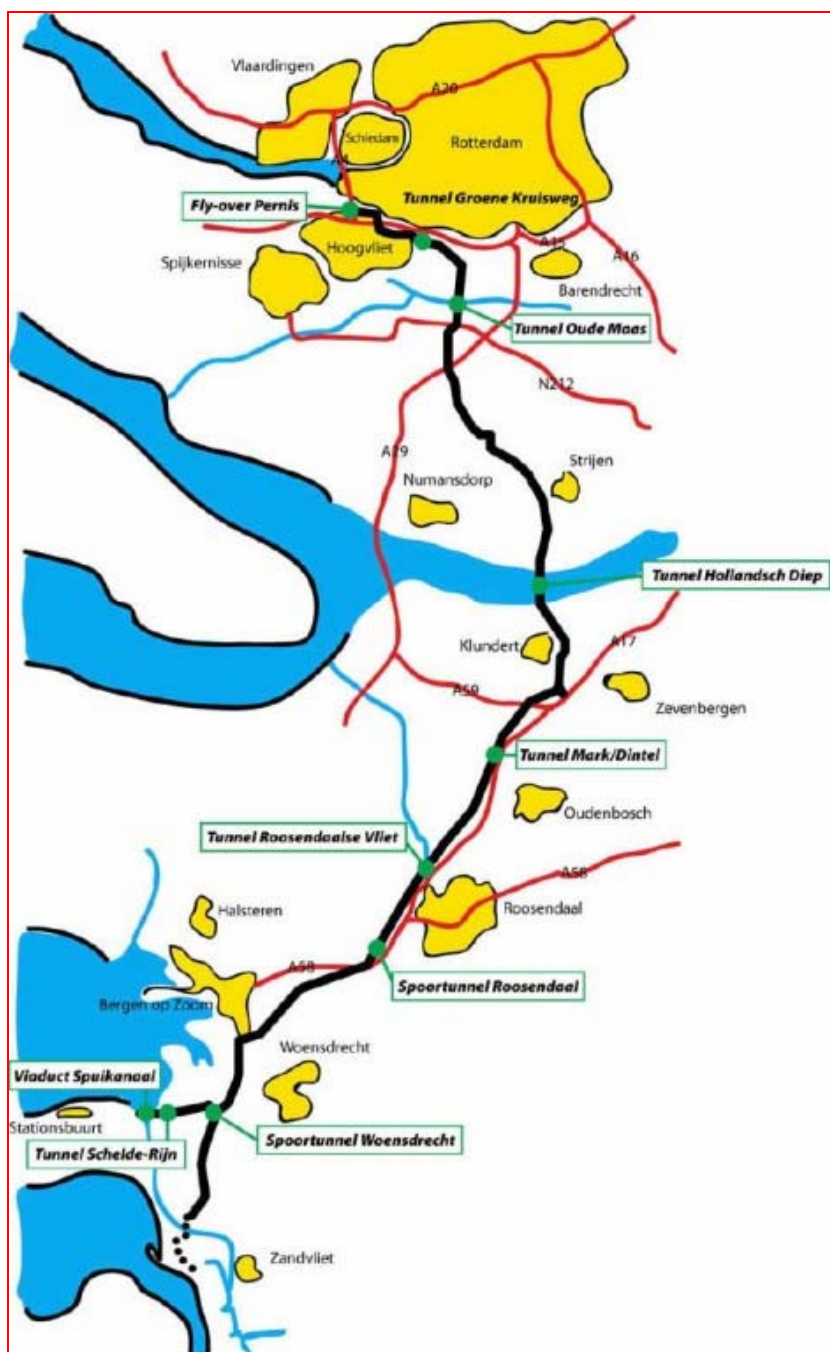 Vlaardingen
A20
Schiedam
Rotterdam
A4
Tunnel Groene Kruisweg
Fly-over Pernis
Hoogvliet
A15
A16
Spijkernisse
Barendrecht
Tunnel Oude Maas
N212
A29
Strijen
Numansdorp
Tunnel Hollandsch Diep
Klundert
A17
A59
Zevenbergen
Tunnel Mark/Dintel
Oudenbosch
Tunnel Roosendaalse Vliet
A58
Halsteren
Roosendaal
A58
Spoortunnel Roosendaal
Bergen op Zoom
Woensdrecht
Viaduct Spuikanaal
Stationsbuurt
Spoortunnel Woensdrecht
Tunnel Schelde-Rijn
Zandvliet